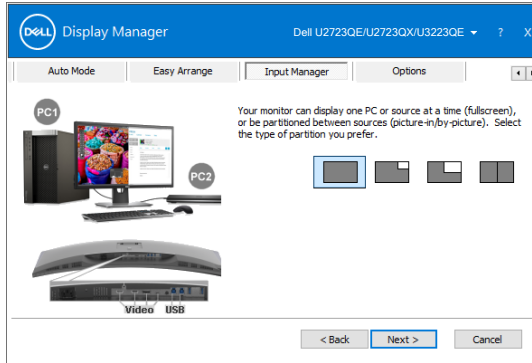 DELL Display Manager
Dell U2723QE/U2723QX/U3223QE ? X
Auto Mode Easy Arrange Input Manager Options
PC1
Your monitor can display one PC or source at a time (fullscreen),
or be partitioned between sources (picture-in/by-picture). Select
the type of partition you prefer.
PC2
Video USB
< Back Next > Cancel